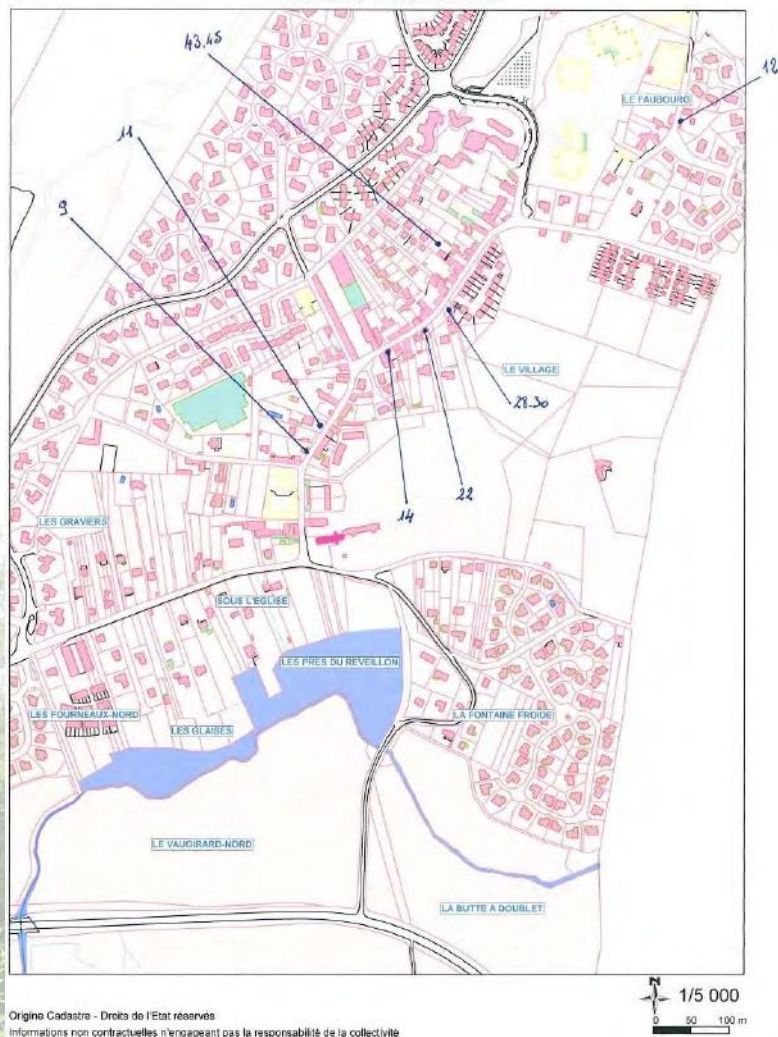 43.45
12
LE FAUBOURG
11
9
LE VILLAGE
28.30
22
14
LES GRAVIERS
SOUS L'EGLISE
LES PRES DU REVEILLON
LES FOURNEAUX-NORD
LES GLAISES
LA FONTAINE FROIDE
LE VAUGIRARD-NORD
LA BUTTE A DOUBLET
N
1/5 000
0 50 100 m
Origine Cadastre - Droits de l'Etat réservés
Informations non contractuelles n'engageant pas la responsabilité de la collectivité